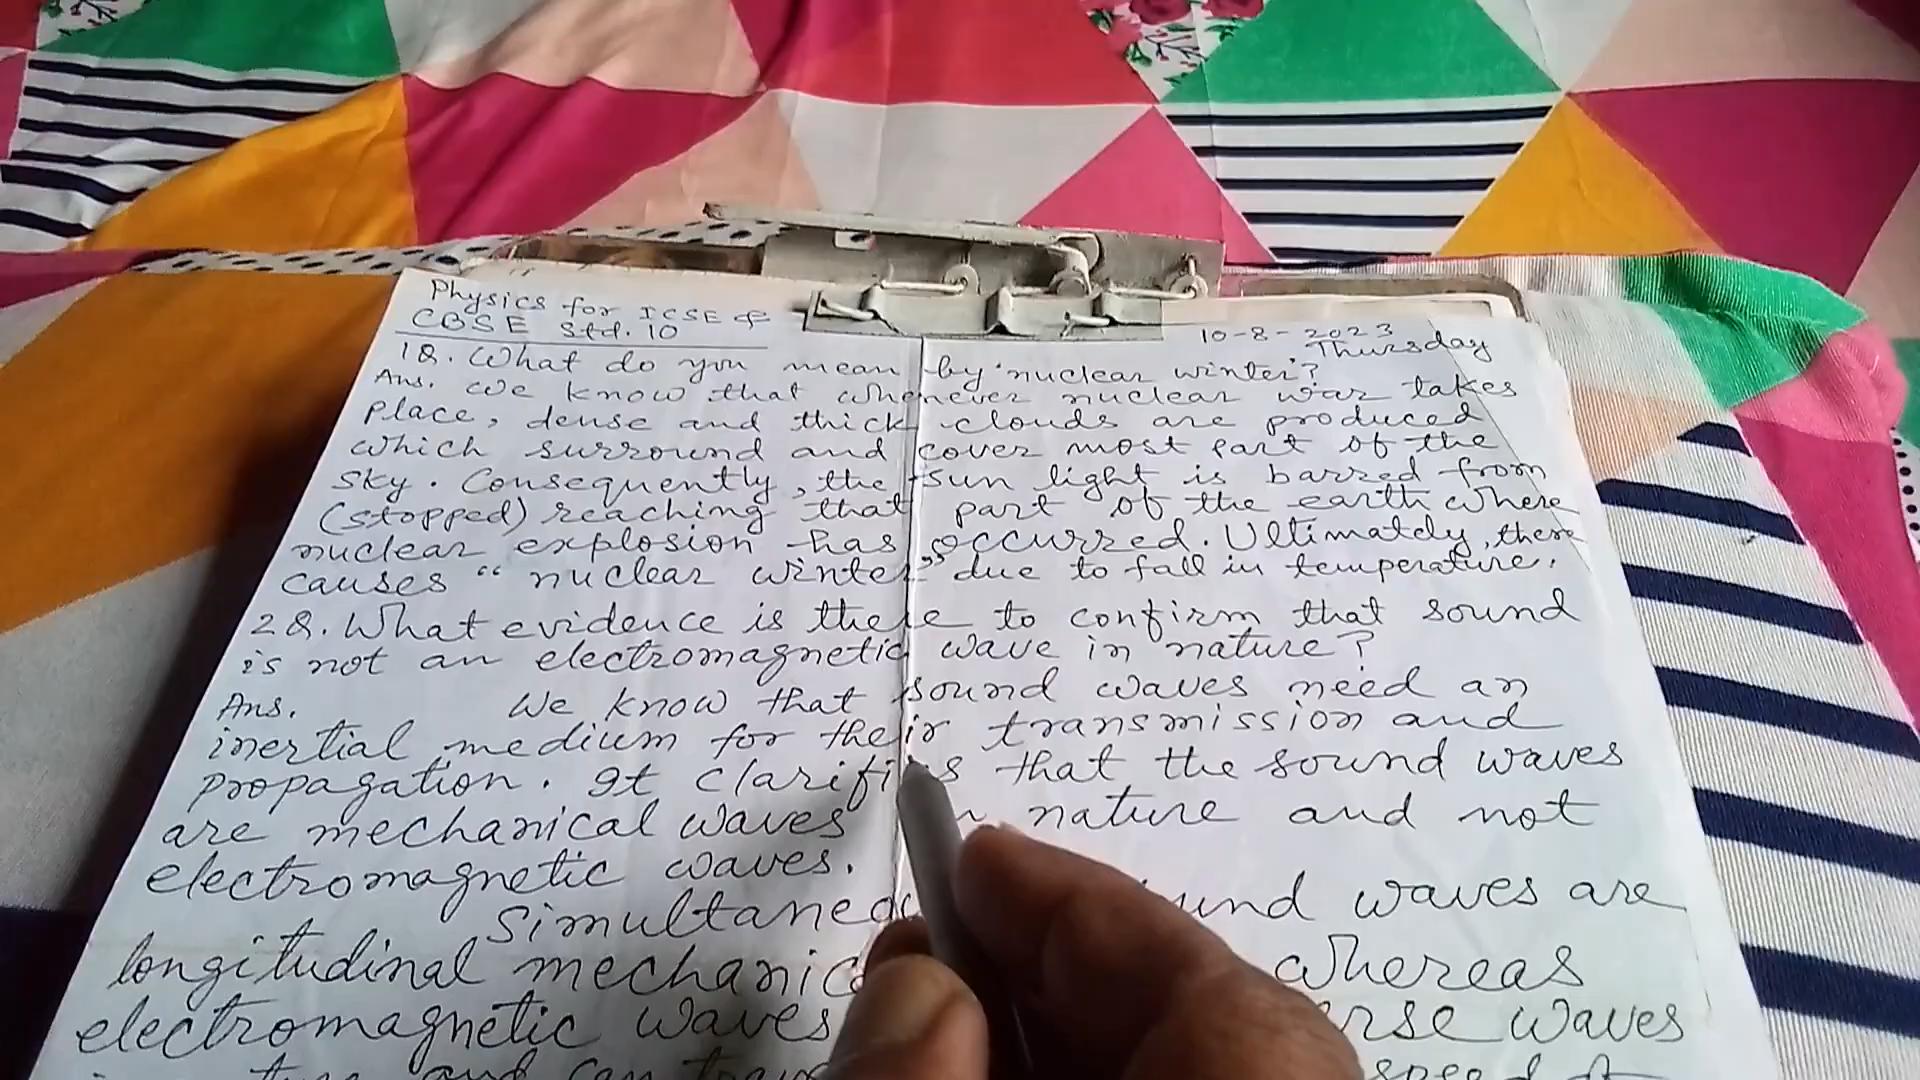 Physics for ICSE &
CBSE Std. 10
10-8-2023
Thursday
1Q. What do you mean by 'nuclear winter'?
Ans. We know that whenever nuclear war takes
place, dense and thick clouds are produced
which surround and cover most part of the
sky. Consequently, the sun light is barred from
(stopped) reaching that part of the earth where
nuclear explosion has occurred. Ultimately, there
causes "nuclear winter" due to fall in temperature.
2Q. What evidence is there to confirm that sound
is not an electromagnetic wave in nature?
Ans. We know that sound waves need an
inertial medium for their transmission and
propagation. It clarifies that the sound waves
are mechanical waves nature and not
electromagnetic waves.
waves are
longitudinal whereas
electromagnetic waves waves
and can